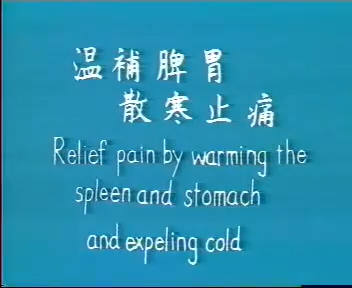 温補脾胃
散寒止痛
Relief pain by warming the
spleen and stomach
and expeling cold